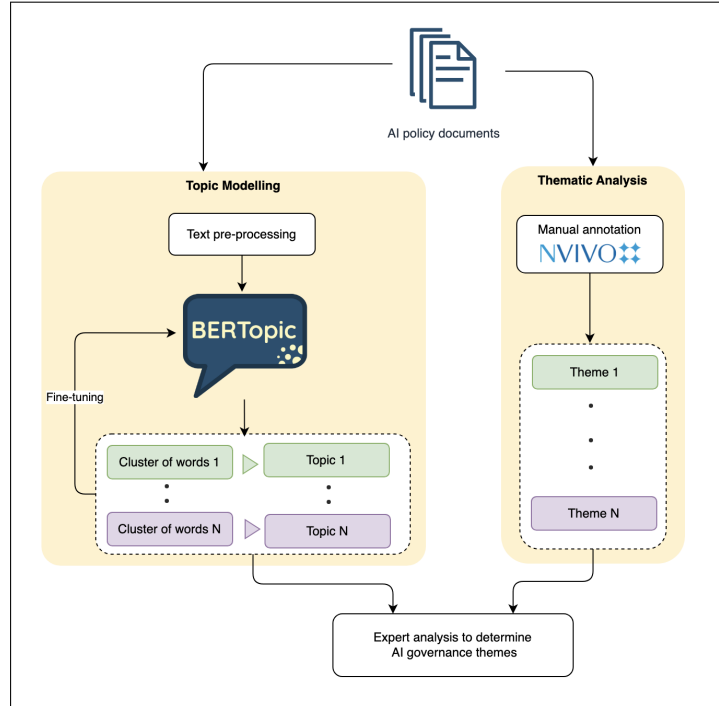 AI policy documents
Topic Modelling
Text pre-processing
BERTopic
Fine-tuning
Cluster of words 1
Topic 1
Cluster of words N
Topic N
Thematic Analysis
Manual annotation
NVIVO
Theme 1
Theme N
Expert analysis to determine
AI governance themes